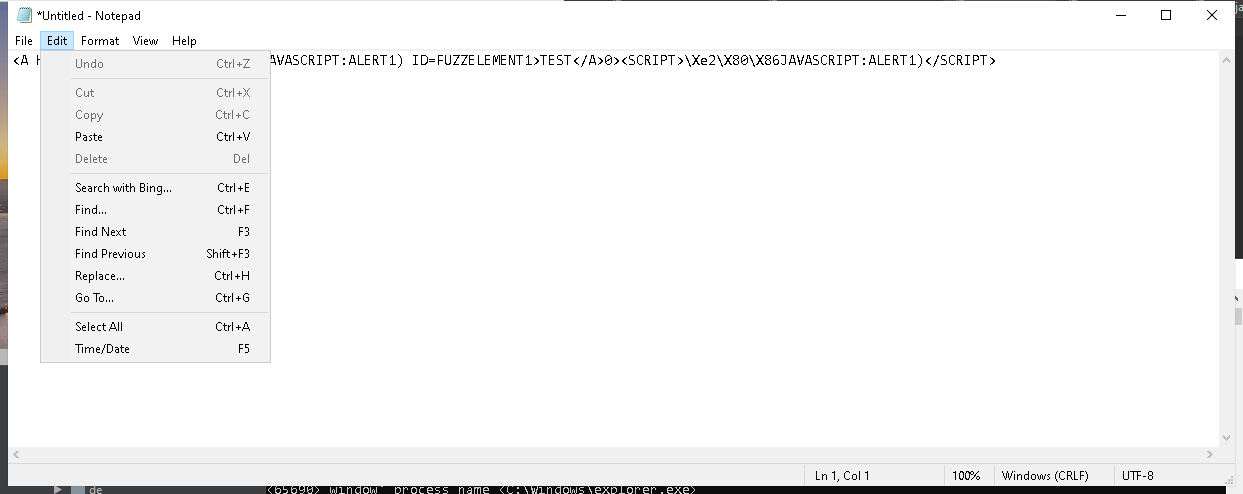 *Untitled - Notepad
File Edit Format View Help
<A H AVASCRIPT:ALERT1) ID=FUZZELEMENT1>TEST</A>0><SCRIPT>\Xe2\X80\X86JAVASCRIPT:ALERT1)</SCRIPT>
Undo Ctrl+Z
Cut Ctrl+X
Copy Ctrl+C
Paste Ctrl+V
Delete Del
Search with Bing... Ctrl+E
Find... Ctrl+F
Find Next F3
Find Previous Shift+F3
Replace... Ctrl+H
Go To... Ctrl+G
Select All Ctrl+A
Time/Date F5
Ln 1, Col 1 100% Windows (CRLF) UTF-8
de <65690> window' process name <C:\Windows\explorer.exe>